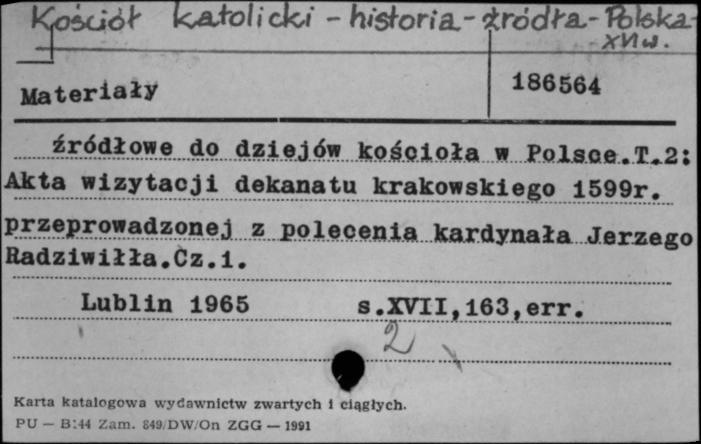 Kościół katolicki - historia - źródła - Polska -
XVI w.
Materiały 186564
źródłowe do dziejów kościoła w Polsce.T.2:
Akta wizytacji dekanatu krakowskiego 1599r.
przeprowadzonej z polecenia kardynała Jerzego
Radziwiłła.Cz.1.
Lublin 1965 s.XVII,163,err.
2
Karta katalogowa wydawnictw zwartych i ciągłych.
PU — B:44 Zam. 849/DW/On ZGG — 1991